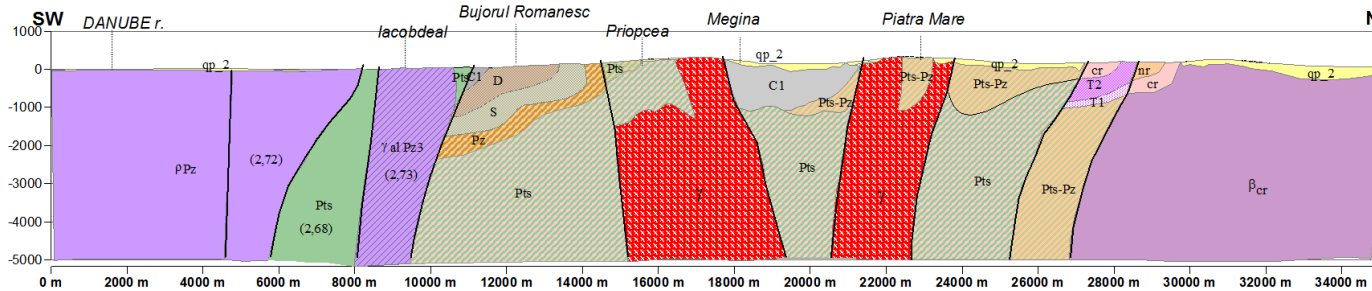 SW
DANUBE r.
Iacobdeal
Bujorul Romanesc
Priopcea
Megina
Piatra Mare
N
1000
0
-1000
-2000
-3000
-4000
-5000
qp_2
ρPz
(2,72)
Pts
(2,68)
γ al Pz3
(2,73)
Pts
C1
D
S
Pz
Pts
Pts
γ
qp_2
C1
Pts-Pz
Pts
γ
Pts-Pz
qp_2
Pts-Pz
Pts
cr
T2
T1
nr
cr
Pts-Pz
βcr
qp_2
0 m
2000 m
4000 m
6000 m
8000 m
10000 m
12000 m
14000 m
16000 m
18000 m
20000 m
22000 m
24000 m
26000 m
28000 m
30000 m
32000 m
34000 m